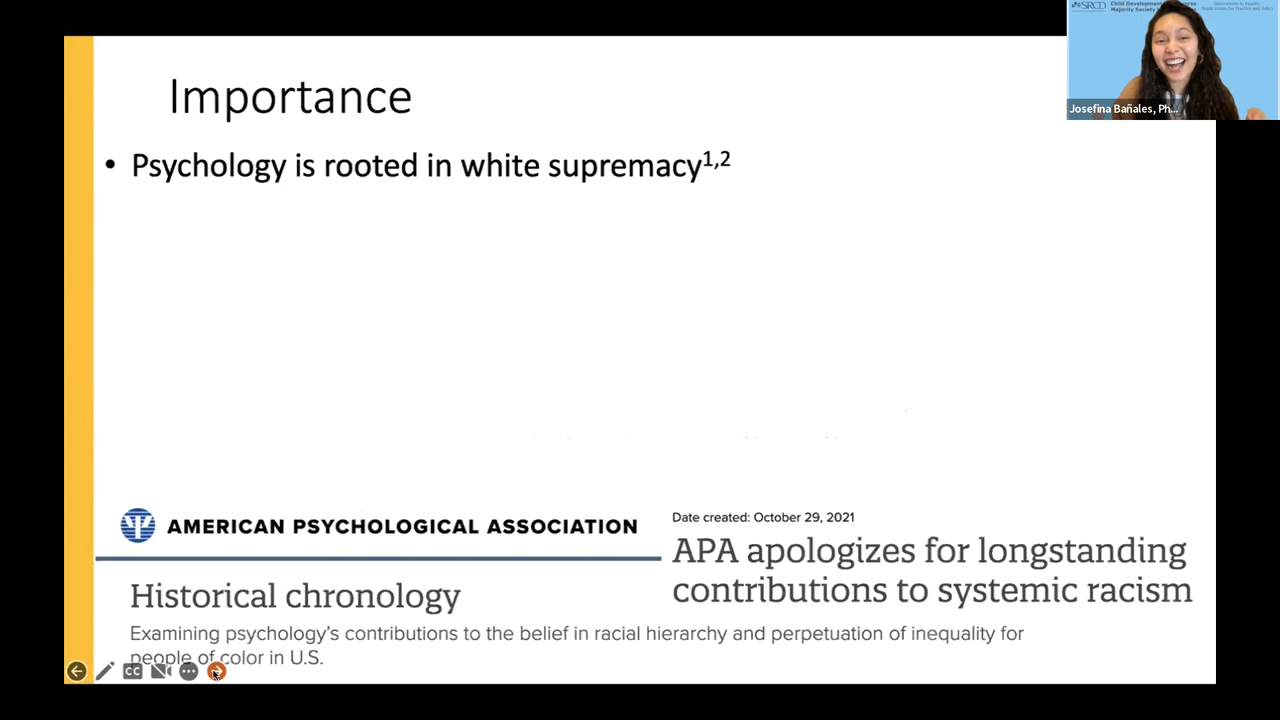 SRCD
Importance
Josefina Bañales, Ph...
• Psychology is rooted in white supremacy1,2
AMERICAN PSYCHOLOGICAL ASSOCIATION
Historical chronology
Examining psychology's contributions to the belief in racial hierarchy and perpetuation of inequality for
people of color in U.S.
Date created: October 29, 2021
APA apologizes for longstanding
contributions to systemic racism
CC